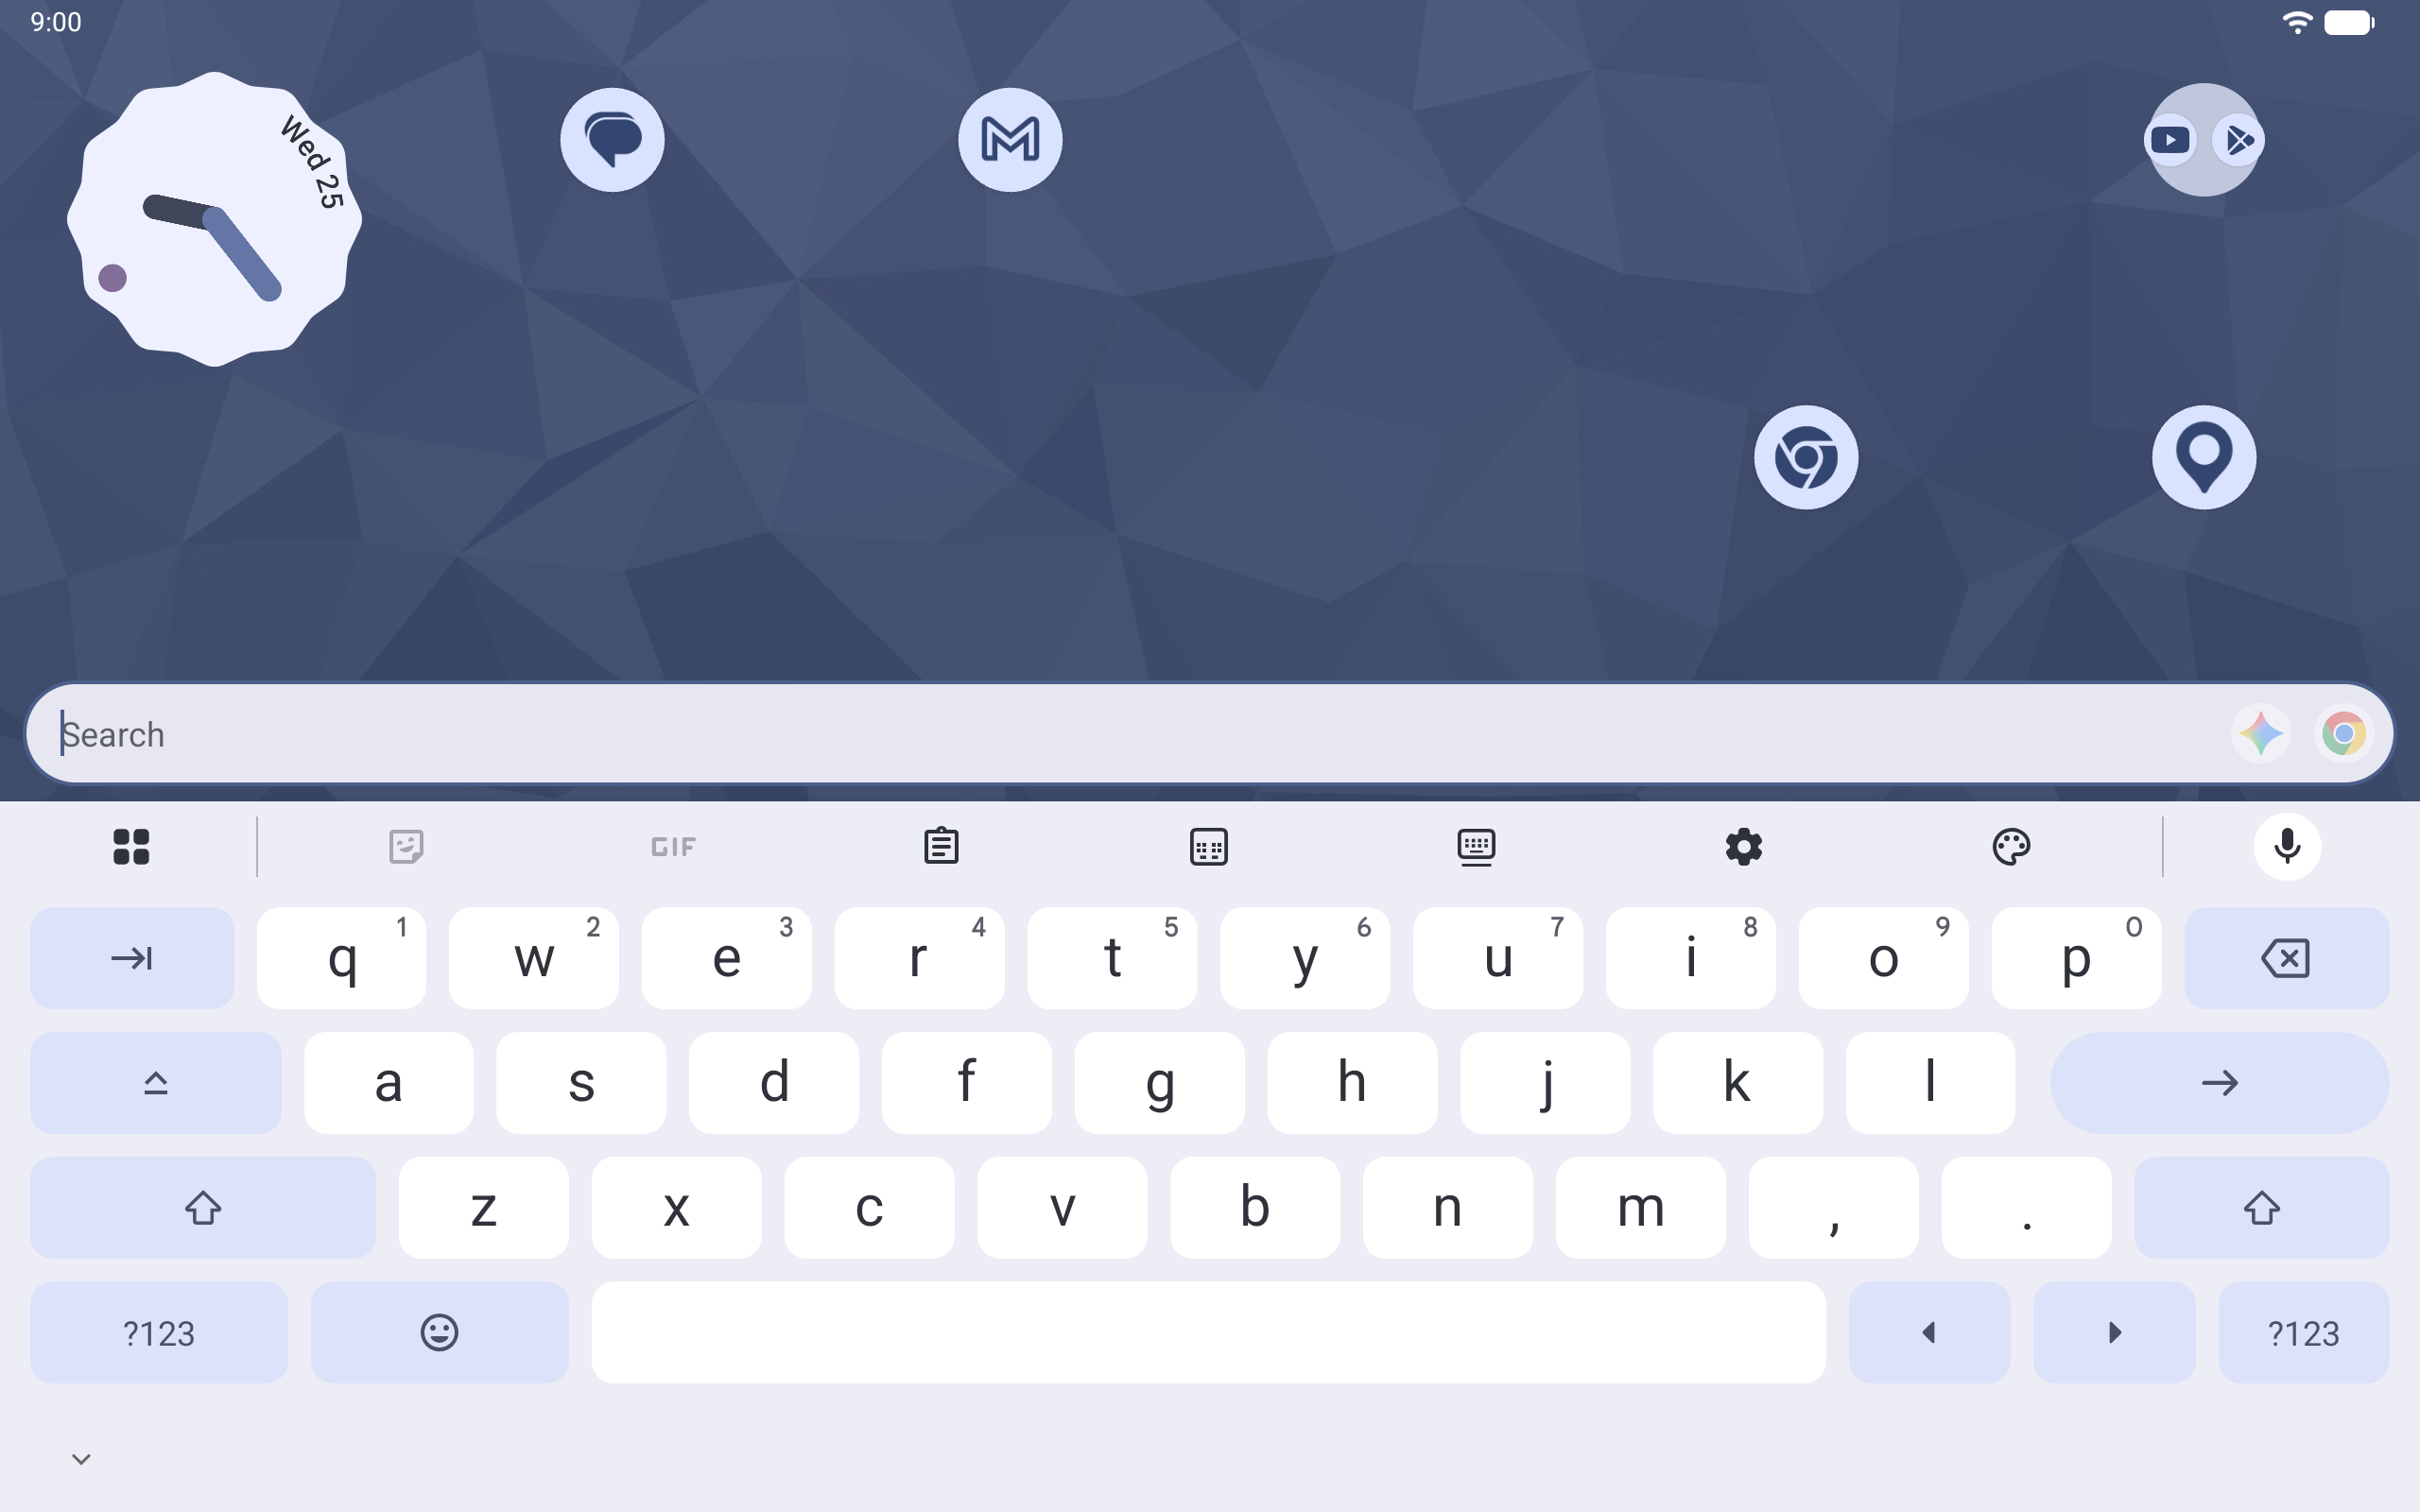 9:00
Wed 25
Search
GIF
q 1 w 2 e 3 r 4 t 5 y 6 u 7 i 8 o 9 p 0
a s d f g h j k l
z x c v b n m , .
?123 ?123